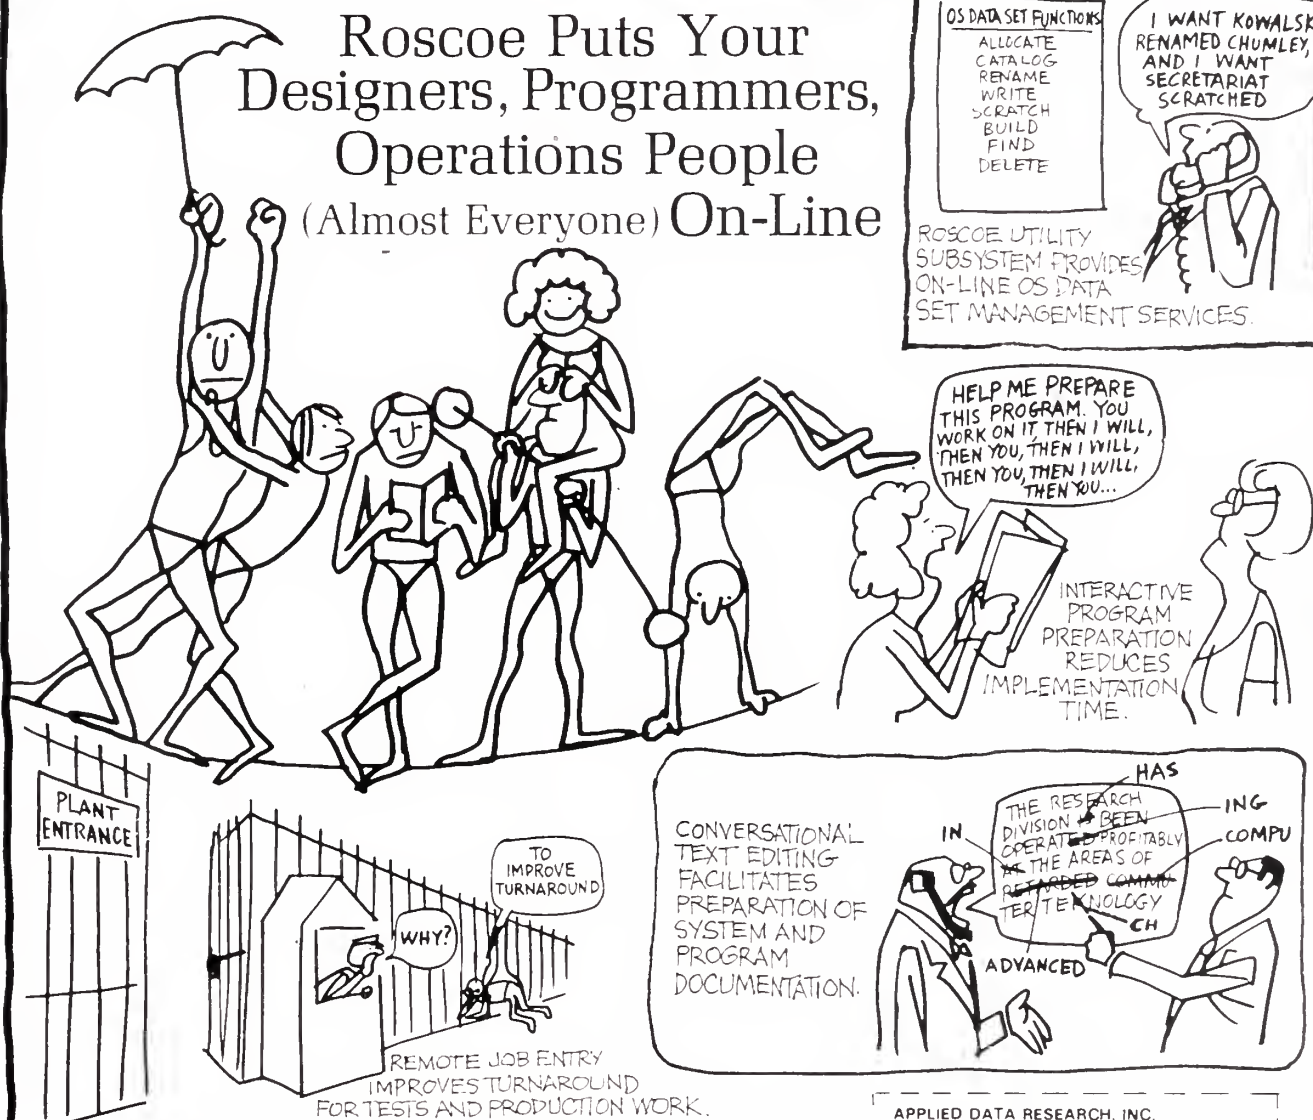 Roscoe Puts Your
Designers, Programmers,
Operations People
(Almost Everyone) On-Line
OS DATA SET FUNCTIONS
ALLOCATE
CATALOG
RENAME
WRITE
SCRATCH
BUILD
FIND
DELETE
I WANT KOWALSK
RENAMED CHUMLEY,
AND I WANT
SECRETARIAT
SCRATCHED
ROSCOE UTILITY
SUBSYSTEM PROVIDES
ON-LINE OS DATA
SET MANAGEMENT SERVICES.
HELP ME PREPARE
THIS PROGRAM. YOU
WORK ON IT, THEN I WILL,
THEN YOU, THEN I WILL,
THEN YOU, THEN I WILL,
THEN YOU...
INTERACTIVE
PROGRAM
PREPARATION
REDUCES
IMPLEMENTATION
TIME.
PLANT
ENTRANCE
WHY?
TO
IMPROVE
TURNAROUND
REMOTE JOB ENTRY
IMPROVES TURNAROUND
FOR TESTS AND PRODUCTION WORK.
CONVERSATIONAL
TEXT EDITING
FACILITATES
PREPARATION OF
SYSTEM AND
PROGRAM
DOCUMENTATION.
HAS
ING
COMPU
IN
THE RESEARCH
DIVISION IS BEEN
OPERATED PROFITABLY
THE AREAS OF
RETARDED COMMU-
TER TEKNOLOGY
CH
ADVANCED
APPLIED DATA RESEARCH, INC.